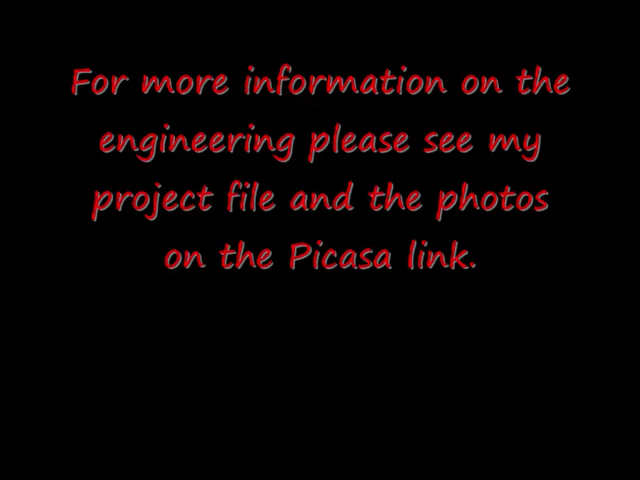 For more information on the
engineering please see my
project file and the photos
on the Picasa link.